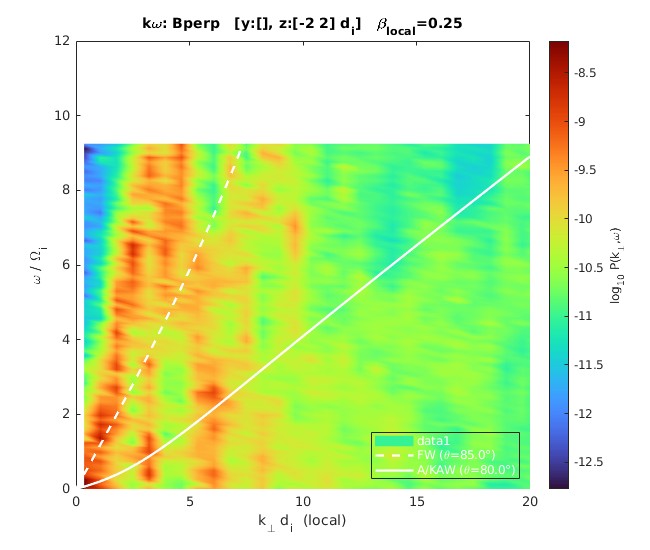 kω: Bperp [y:[], z:[-2 2] d_i] β_local=0.25
12
10
8
6
4
2
0
ω / Ω_i
0 5 10 15 20
k_⊥ d_i (local)
data1
FW (θ=85.0°)
A/KAW (θ=80.0°)
-8.5
-9
-9.5
-10
-10.5
-11
-11.5
-12
-12.5
log_10 P(k_⊥,ω)